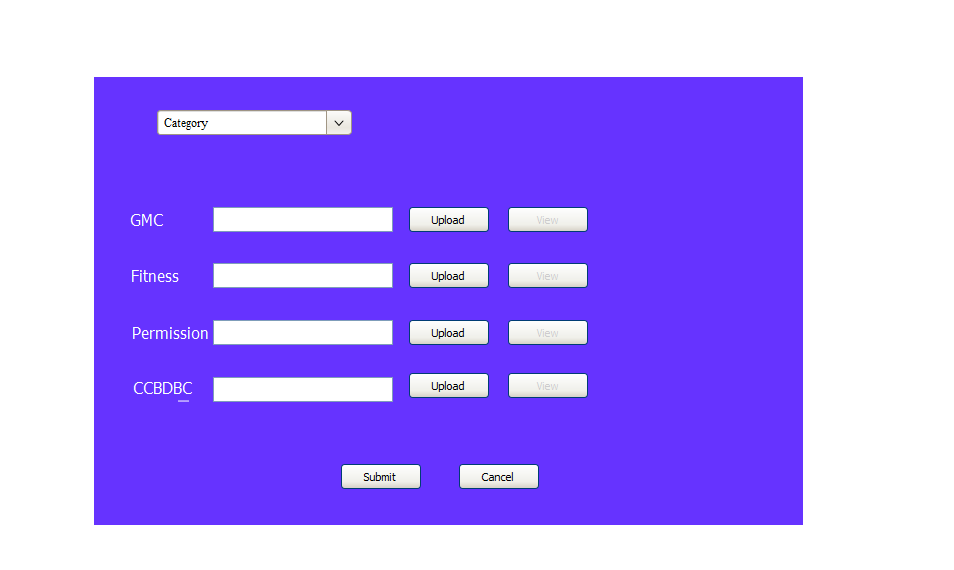 Category
GMC Upload View
Fitness Upload View
Permission Upload View
CCBDBC Upload View
Submit Cancel